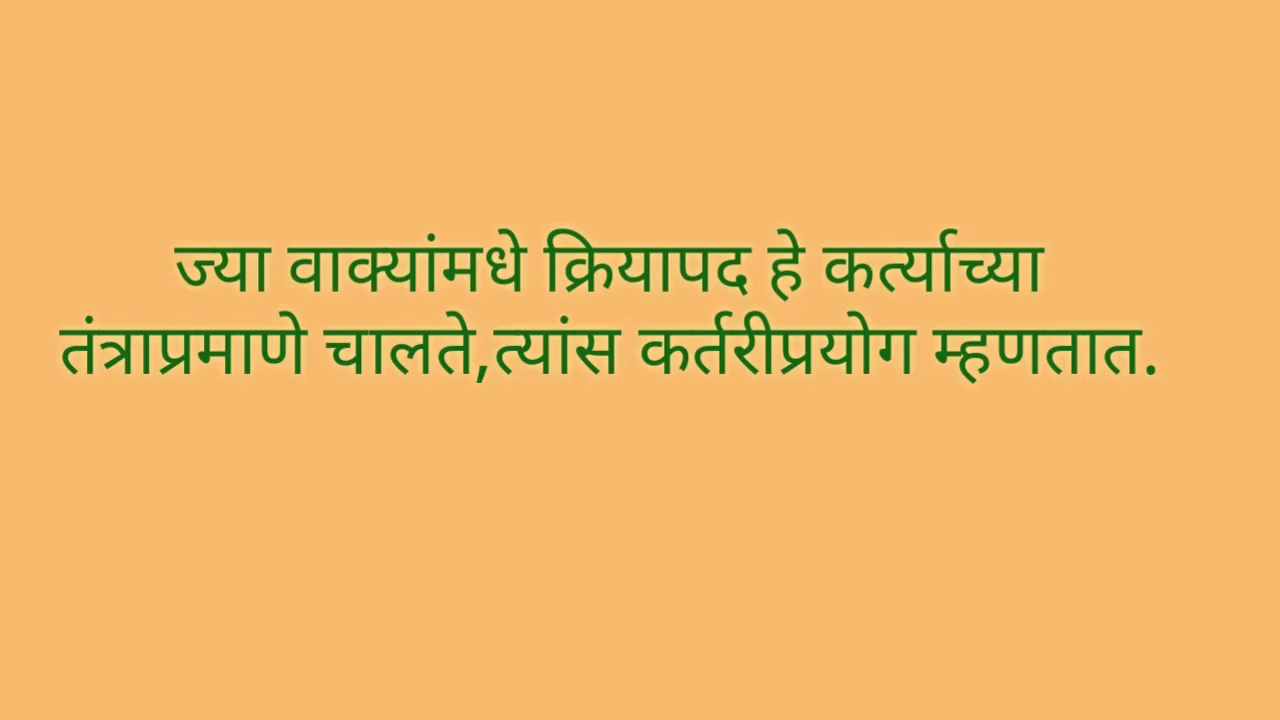 ज्या वाक्यांमधे क्रियापद हे कर्त्याच्या
तंत्राप्रमाणे चालते,त्यांस कर्तरीप्रयोग म्हणतात.